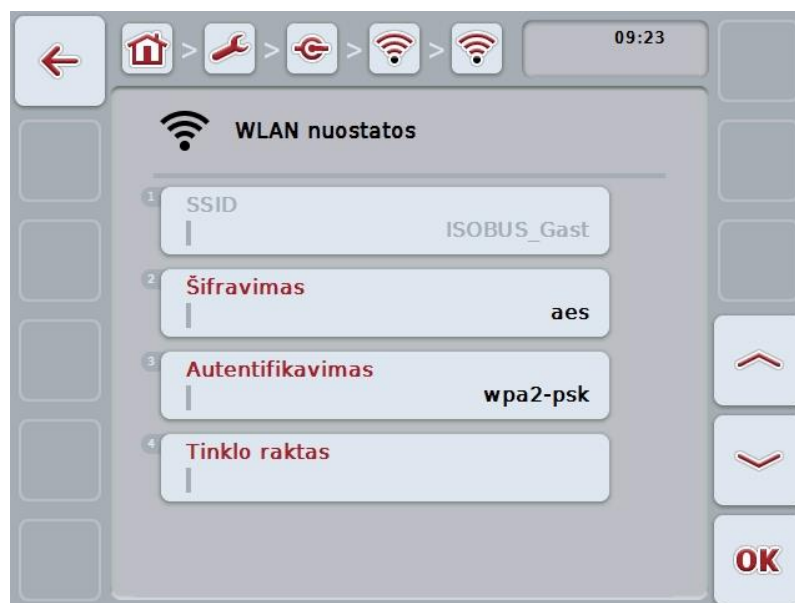 > > > >
09:23
WLAN nuostatos
1
SSID
ISOBUS_Gast
2
Šifravimas
aes
3
Autentifikavimas
wpa2-psk
4
Tinklo raktas
OK